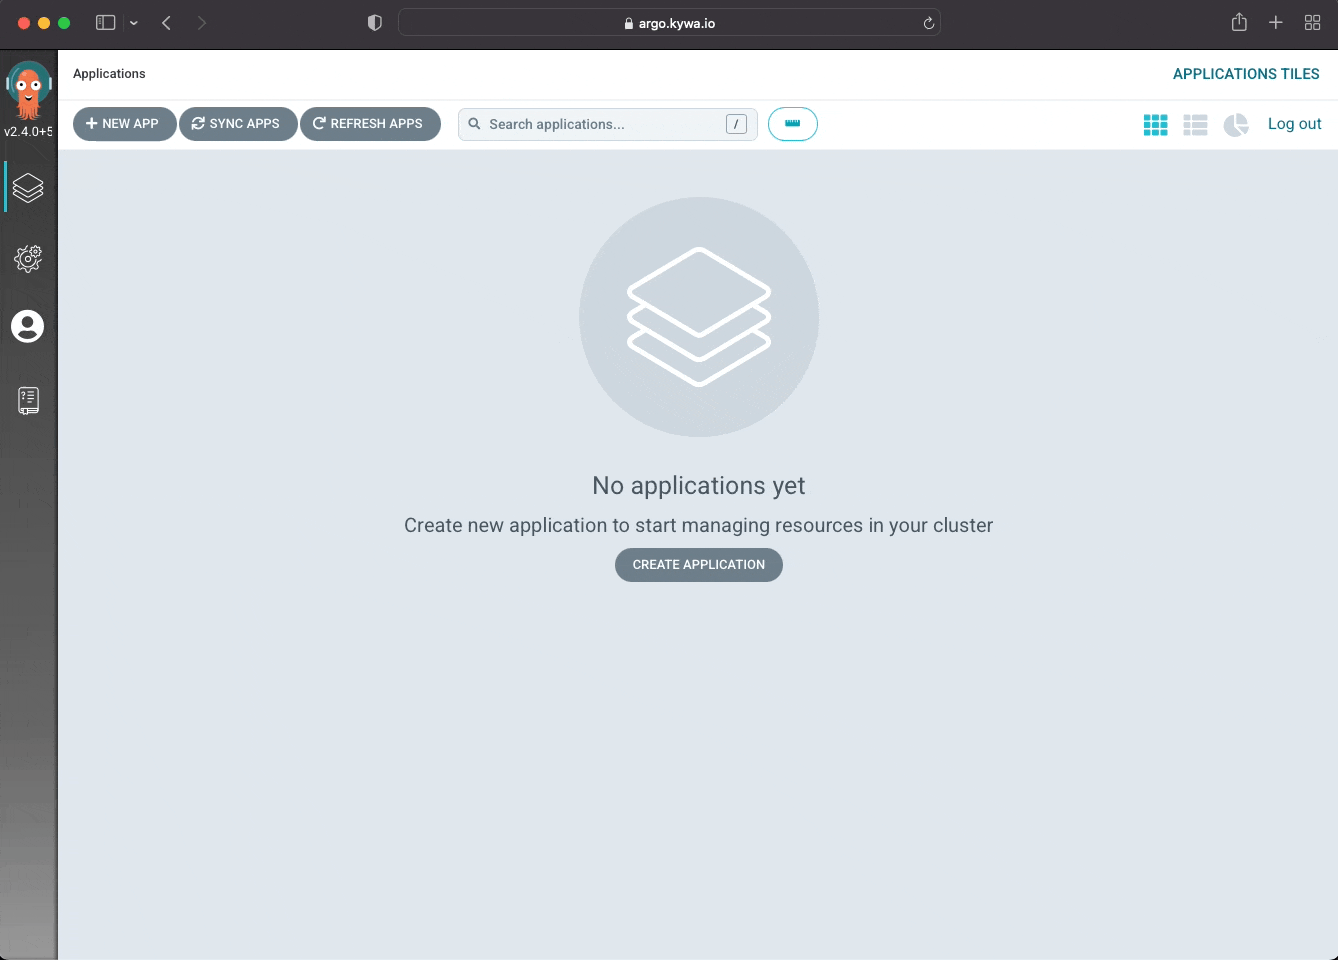 argo.kywa.io
Applications
APPLICATIONS TILES
NEW APP
SYNC APPS
REFRESH APPS
Search applications...
/
Log out
v2.4.0+5
No applications yet
Create new application to start managing resources in your cluster
CREATE APPLICATION